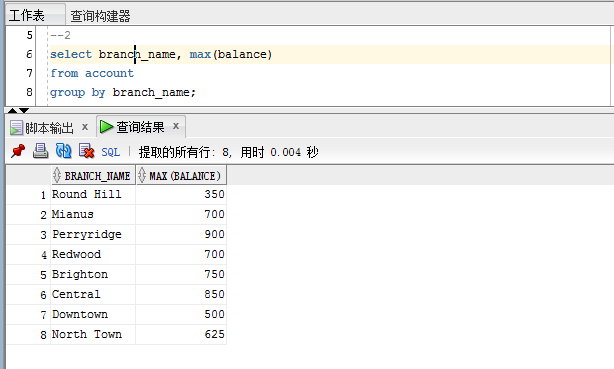 工作表 查询构建器
5 --2
6 select branch_name, max(balance)
7 from account
8 group by branch_name;
脚本输出 x 查询结果 x
SQL | 提取的所有行: 8, 用时 0.004 秒
BRANCH_NAME MAX(BALANCE)
1 Round Hill 350
2 Mianus 700
3 Perryridge 900
4 Redwood 700
5 Brighton 750
6 Central 850
7 Downtown 500
8 North Town 625